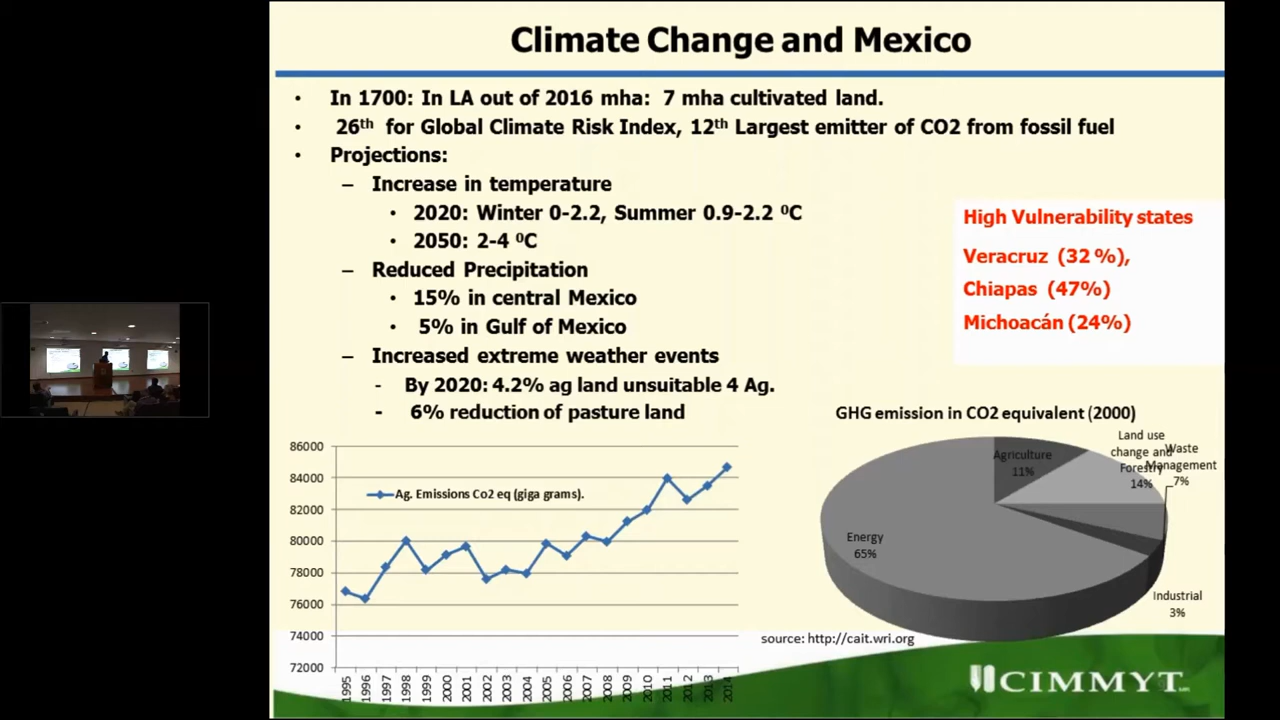 Climate Change and Mexico
• In 1700: In LA out of 2016 mha: 7 mha cultivated land.
• 26th for Global Climate Risk Index, 12th Largest emitter of CO2 from fossil fuel
• Projections:
– Increase in temperature
• 2020: Winter 0-2.2, Summer 0.9-2.2 ⁰C
• 2050: 2-4 ⁰C
– Reduced Precipitation
• 15% in central Mexico
• 5% in Gulf of Mexico
– Increased extreme weather events
- By 2020: 4.2% ag land unsuitable 4 Ag.
- 6% reduction of pasture land
High Vulnerability states
Veracruz (32 %),
Chiapas (47%)
Michoacán (24%)
86000
84000
82000
80000
78000
76000
74000
72000
Ag. Emissions Co2 eq (giga grams).
1995
1996
1997
1998
1999
2000
2001
2002
2003
2004
2005
2006
2007
2008
2009
2010
2011
2012
2013
2014
GHG emission in CO2 equivalent (2000)
Agriculture
11%
Land use
change and
Forestry
14%
Waste
Management
7%
Energy
65%
Industrial
3%
source: http://cait.wri.org
CIMMYT